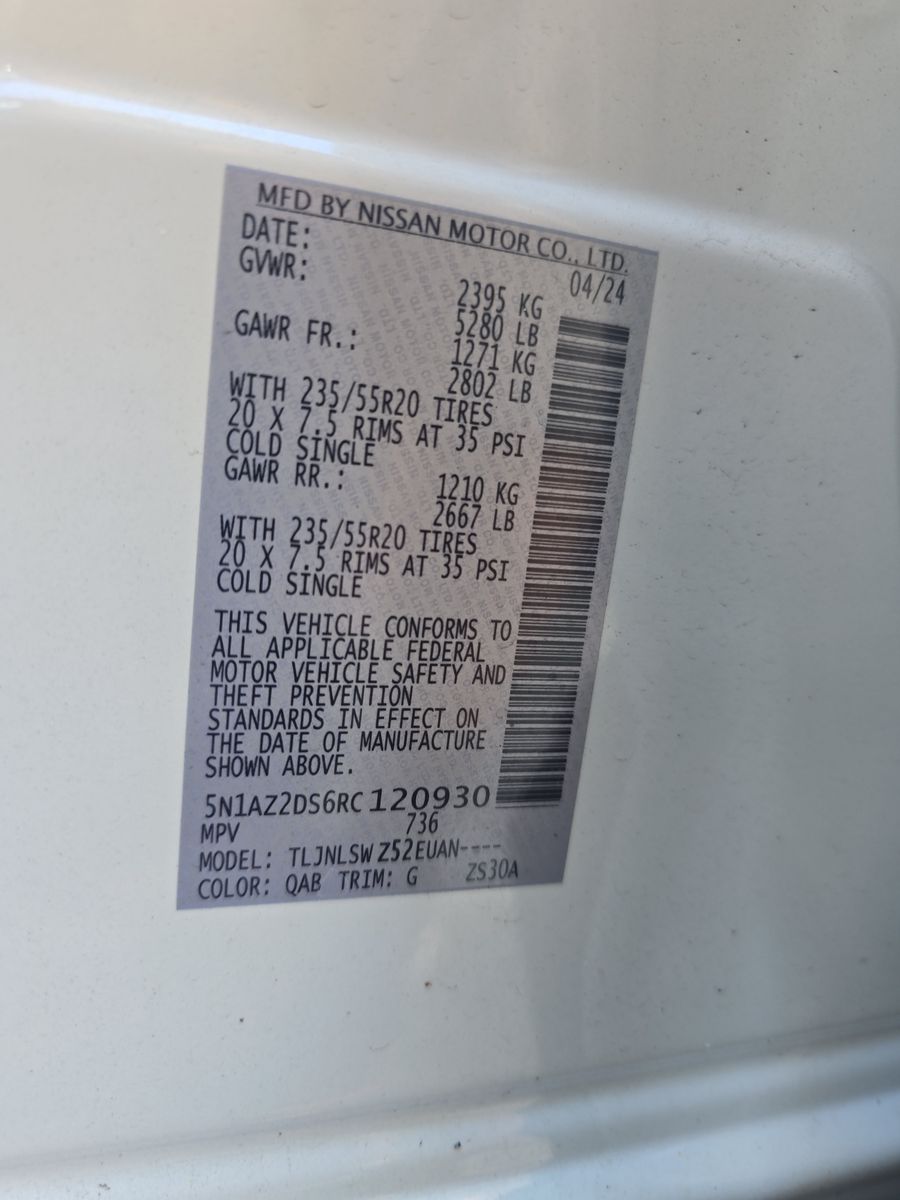 MFD BY NISSAN MOTOR CO., LTD.
DATE: 04/24
GVWR: 2395 KG
5280 LB
GAWR FR.: 1271 KG
2802 LB
WITH 235/55R20 TIRES
20 X 7.5 RIMS AT 35 PSI
COLD SINGLE
GAWR RR.: 1210 KG
2667 LB
WITH 235/55R20 TIRES
20 X 7.5 RIMS AT 35 PSI
COLD SINGLE
THIS VEHICLE CONFORMS TO
ALL APPLICABLE FEDERAL
MOTOR VEHICLE SAFETY AND
THEFT PREVENTION
STANDARDS IN EFFECT ON
THE DATE OF MANUFACTURE
SHOWN ABOVE.
5N1AZ2DS6RC120930
MPV 736
MODEL: TLJNLSWZ52EUAN----
COLOR: QAB TRIM: G ZS30A